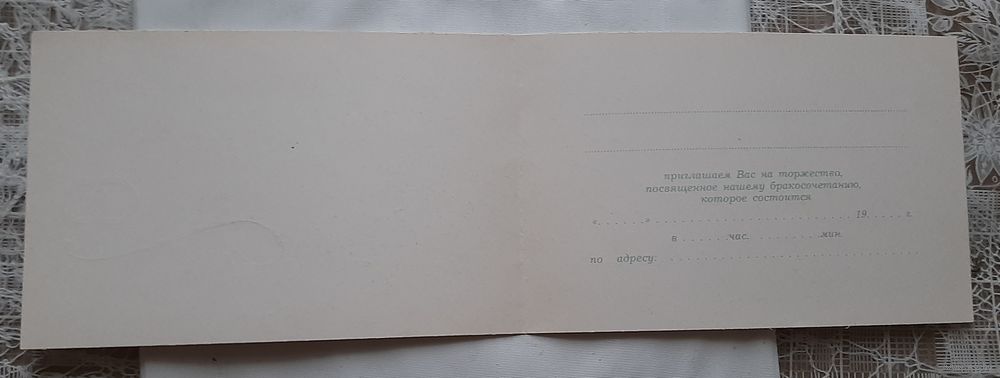 приглашаем Вас на торжество,
посвященное нашему бракосочетанию,
которое состоится
«.......»..............................19......г.
в.......час..........мин.
по адресу:.......................................